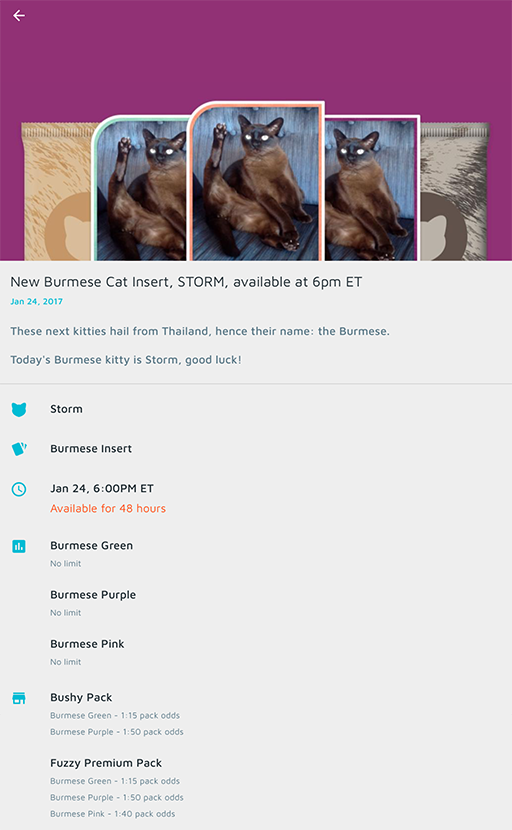 New Burmese Cat Insert, STORM, available at 6pm ET
Jan 24, 2017
These next kitties hail from Thailand, hence their name: the Burmese.
Today's Burmese kitty is Storm, good luck!
Storm
Burmese Insert
Jan 24, 6:00PM ET
Available for 48 hours
Burmese Green
No limit
Burmese Purple
No limit
Burmese Pink
No limit
Bushy Pack
Burmese Green - 1:15 pack odds
Burmese Purple - 1:50 pack odds
Fuzzy Premium Pack
Burmese Green - 1:15 pack odds
Burmese Purple - 1:50 pack odds
Burmese Pink - 1:40 pack odds